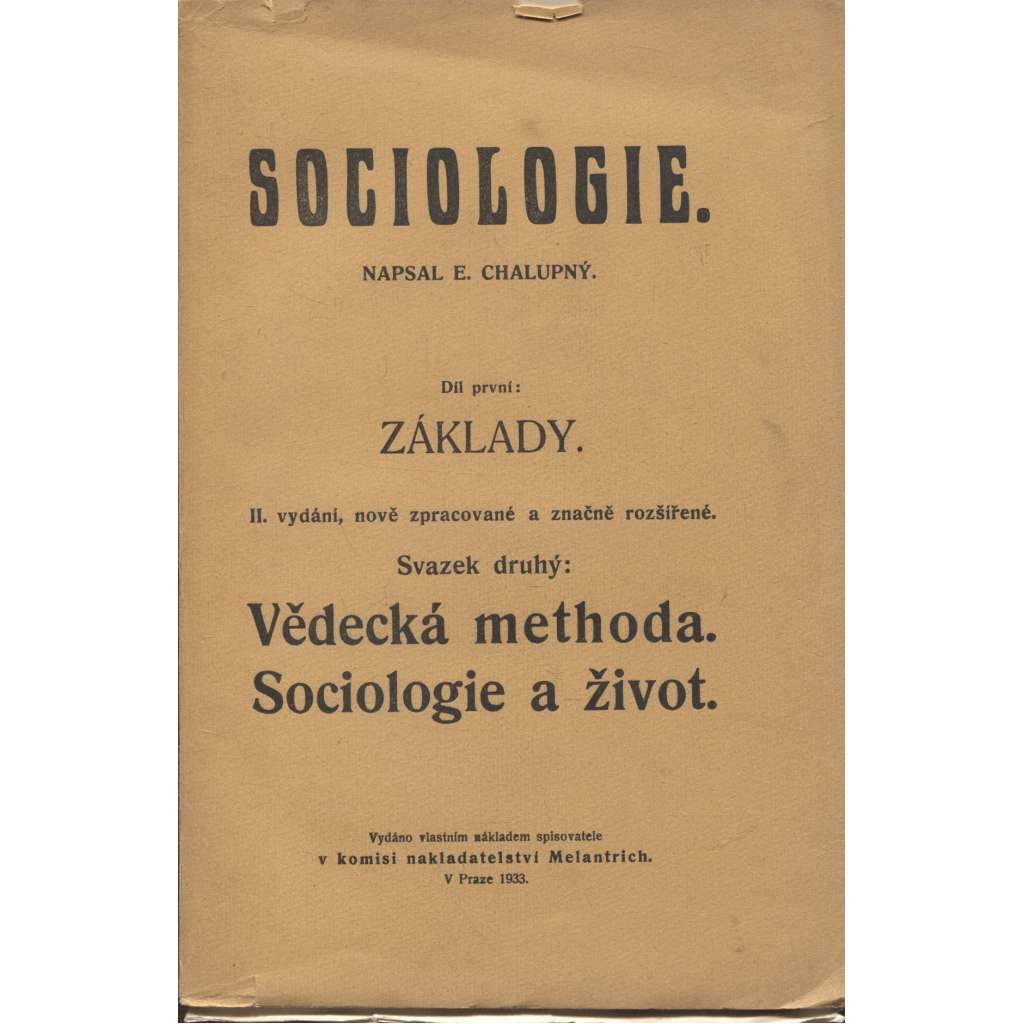 SOCIOLOGIE.
NAPSAL E. CHALUPNÝ.
Díl první:
ZÁKLADY.
II. vydání, nově zpracované a značně rozšířené.
Svazek druhý:
Vědecká methoda.
Sociologie a život.
Vydáno vlastním nákladem spisovatele
v komisi nakladatelství Melantrich.
V Praze 1933.